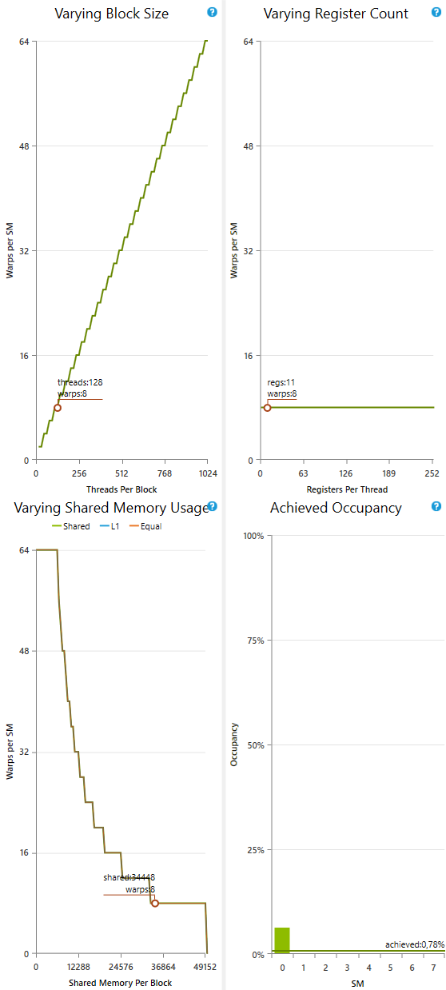 Varying Block Size ?
64
48
32
16
0
Warps per SM
threads:128
warps:8
0 256 512 768 1024
Threads Per Block
Varying Register Count ?
64
48
32
16
0
Warps per SM
regs:11
warps:8
0 63 126 189 252
Registers Per Thread
Varying Shared Memory Usage ?
Shared L1 Equal
64
48
32
16
0
Warps per SM
shared:34448
warps:8
0 12288 24576 36864 49152
Shared Memory Per Block
Achieved Occupancy ?
100%
75%
50%
25%
0%
Occupancy
achieved:0,78%
0 1 2 3 4 5 6 7
SM